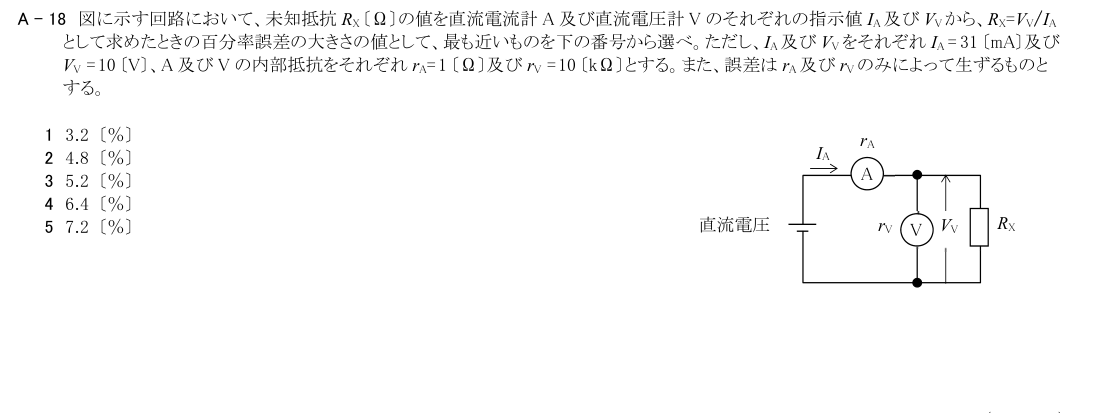 A－18 図に示す回路において、未知抵抗 RX〔Ω〕の値を直流電流計 A 及び直流電圧計 V のそれぞれの指示値 IA 及び VV から、RX=VV/IA
として求めたときの百分率誤差の大きさの値として、最も近いものを下の番号から選べ。ただし、IA 及び VV をそれぞれ IA=31〔mA〕及び
VV =10〔V〕、A 及び V の内部抵抗をそれぞれ rA=1〔Ω〕及び rV =10〔kΩ〕とする。また、誤差は rA 及び rV のみによって生ずるものと
する。
1 3.2〔%〕
2 4.8〔%〕
3 5.2〔%〕
4 6.4〔%〕
5 7.2〔%〕
rA
IA
A
直流電圧
rV
V
VV
RX